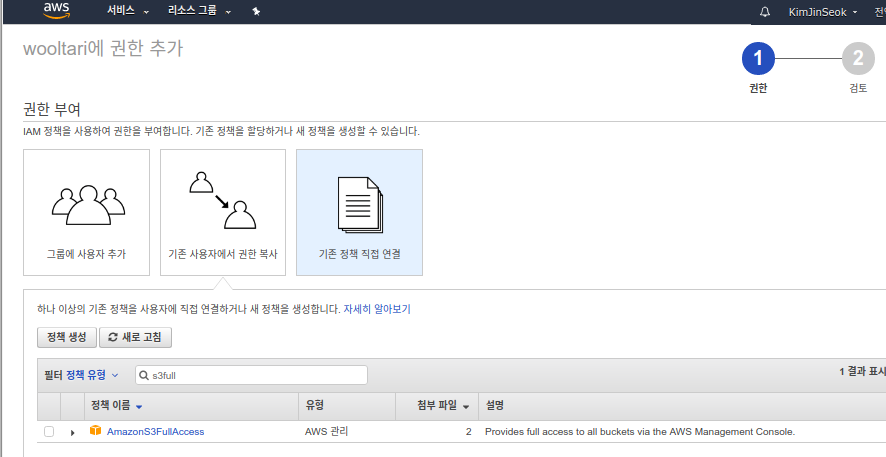 aws 서비스 리소스 그룹 KimJinSeok
wooltari에 권한 추가
1 2
권한 검토
권한 부여
IAM 정책을 사용하여 권한을 부여합니다. 기존 정책을 할당하거나 새 정책을 생성할 수 있습니다.
그룹에 사용자 추가 기존 사용자에서 권한 복사 기존 정책 직접 연결
하나 이상의 기존 정책을 사용자에 직접 연결하거나 새 정책을 생성합니다. 자세히 알아보기
정책 생성 새로 고침
필터 정책 유형 s3full 1 결과 표시
정책 이름 유형 첨부 파일 설명
AmazonS3FullAccess AWS 관리 2 Provides full access to all buckets via the AWS Management Console.